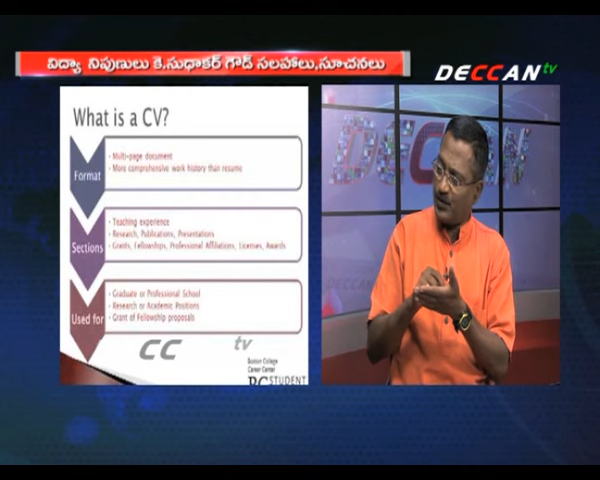 విద్యా నిపుణులు కె.సుధాకర్ గౌడ్ సలహాలు,సూచనలు
DECCAN tv
What is a CV?
Format
- Multi-page document
- More comprehensive work history than resume
Sections
- Teaching experience
- Research, Publications, Presentations
- Grants, Fellowships, Professional Affiliations, Licenses, Awards
Used for
- Graduate or Professional School
- Research or Academic Positions
- Grant of Fellowship proposals
CC tv
Boston College
Career Center
BC STUDENT
DECCAN
DECCAN